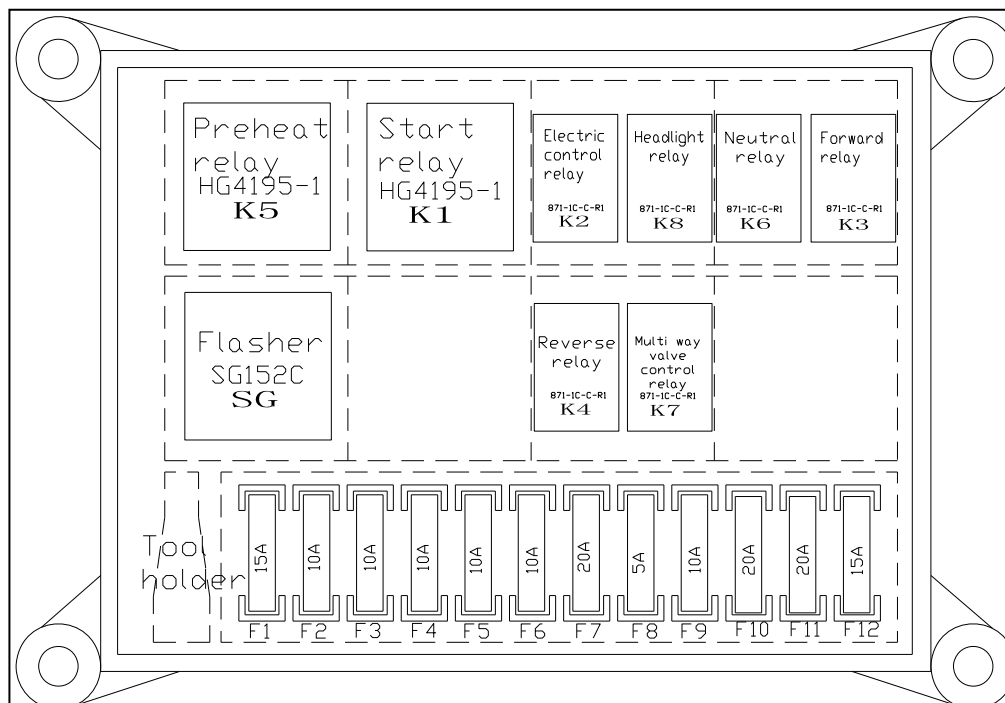 Preheat
relay
HG4195-1
K5
Start
relay
HG4195-1
K1
Electric
control
relay
871-1C-C-R1
K2
Headlight
relay
871-1C-C-R1
K8
Neutral
relay
871-1C-C-R1
K6
Forward
relay
871-1C-C-R1
K3
Flasher
SG152C
SG
Reverse
relay
871-1C-C-R1
K4
Multi way
valve
control
relay
871-1C-C-R1
K7
Tool
holder
15A
10A
10A
10A
10A
10A
20A
5A
10A
20A
20A
15A
F1 F2 F3 F4 F5 F6 F7 F8 F9 F10 F11 F12